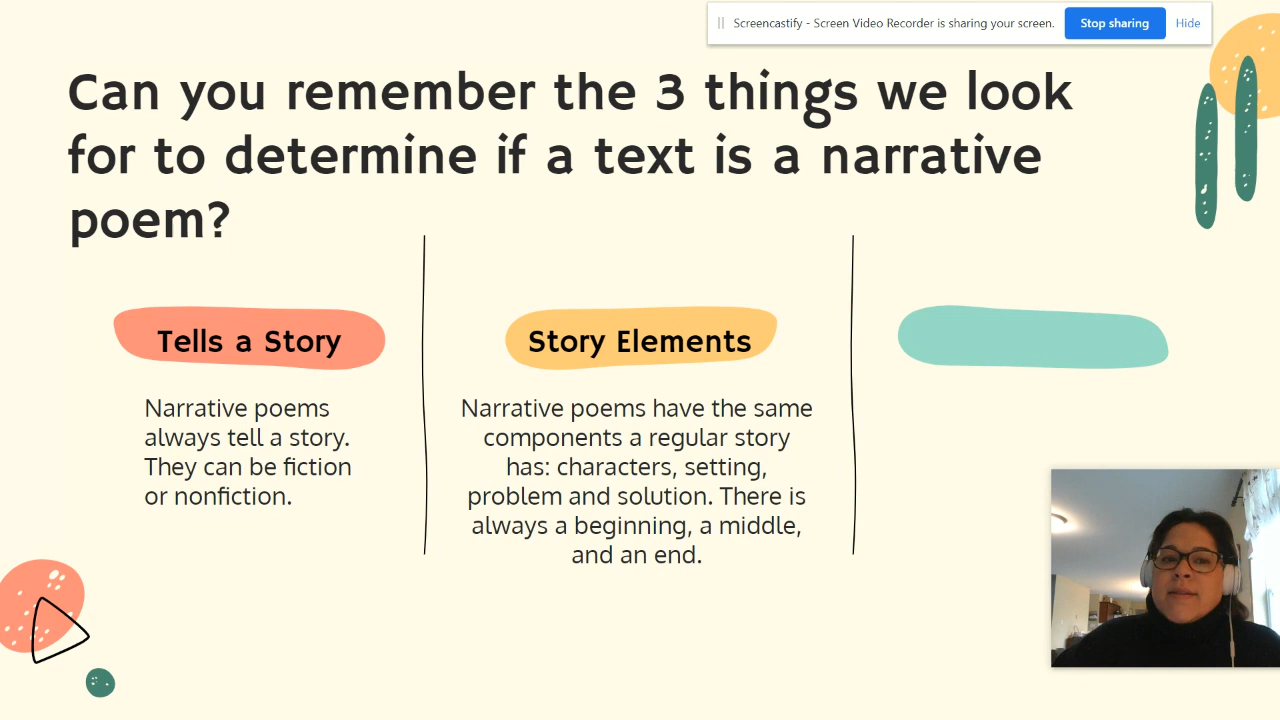 Screencastify - Screen Video Recorder is sharing your screen. Stop sharing Hide
Can you remember the 3 things we look
for to determine if a text is a narrative
poem?
Tells a Story
Narrative poems
always tell a story.
They can be fiction
or nonfiction.
Story Elements
Narrative poems have the same
components a regular story
has: characters, setting,
problem and solution. There is
always a beginning, a middle,
and an end.